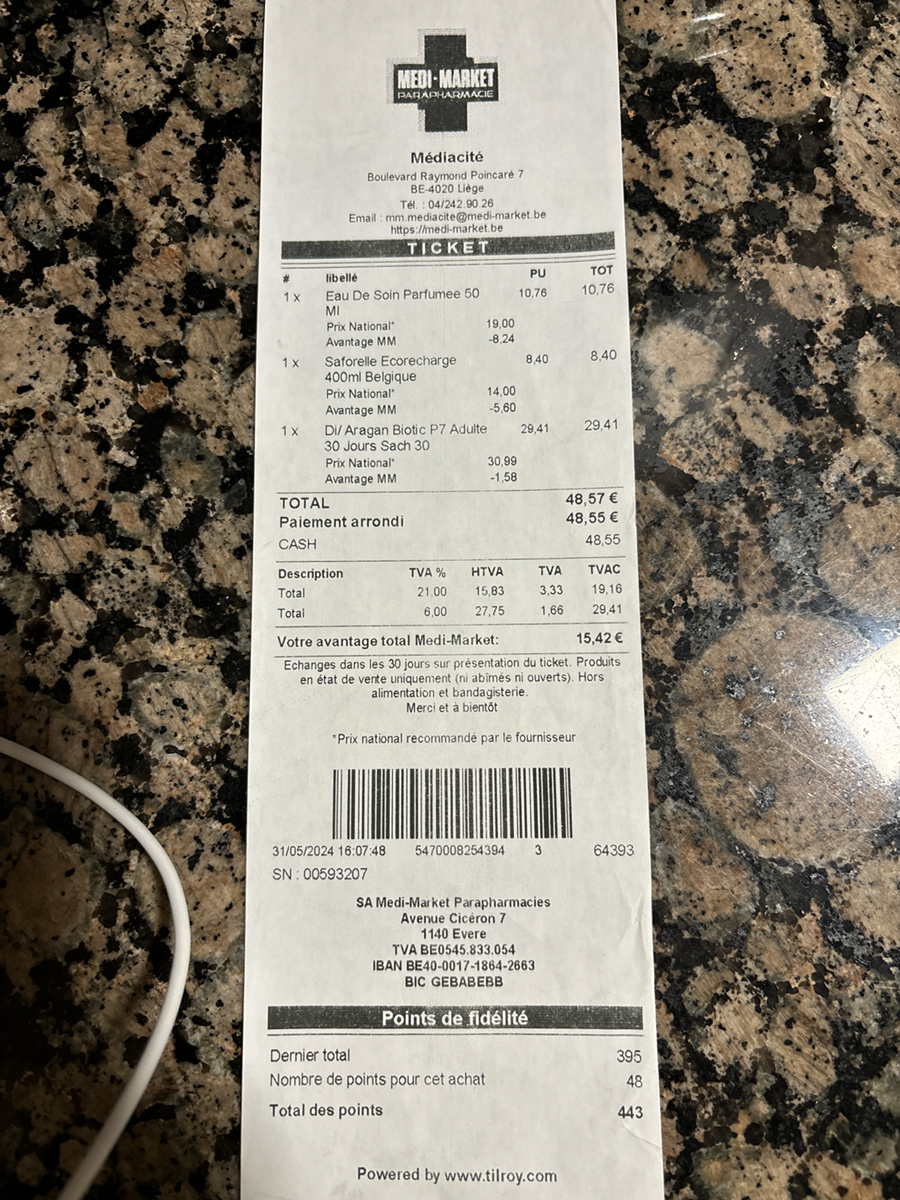 MEDI-MARKET
PARAPHARMACIE
Médiacité
Boulevard Raymond Poincaré 7
BE-4020 Liège
Tél. : 04/242.90.26
Email : mm.mediacite@medi-market.be
https://medi-market.be
TICKET
# libellé PU TOT
1 x Eau De Soin Parfumee 50 10,76 10,76
Ml
Prix National* 19,00
Avantage MM -8,24
1 x Saforelle Ecorecharge 8,40 8,40
400ml Belgique
Prix National* 14,00
Avantage MM -5,60
1 x Di/ Aragan Biotic P7 Adulte 29,41 29,41
30 Jours Sach 30
Prix National* 30,99
Avantage MM -1,58
TOTAL 48,57 €
Paiement arrondi 48,55 €
CASH 48,55
Description TVA % HTVA TVA TVAC
Total 21,00 15,83 3,33 19,16
Total 6,00 27,75 1,66 29,41
Votre avantage total Medi-Market: 15,42 €
Echanges dans les 30 jours sur présentation du ticket. Produits
en état de vente uniquement (ni abîmés ni ouverts). Hors
alimentation et bandagisterie.
Merci et à bientôt
*Prix national recommandé par le fournisseur
31/05/2024 16:07:48 5470008254394 3 64393
SN : 00593207
SA Medi-Market Parapharmacies
Avenue Cicéron 7
1140 Evere
TVA BE0545.833.054
IBAN BE40-0017-1864-2663
BIC GEBABEBB
Points de fidélité
Dernier total 395
Nombre de points pour cet achat 48
Total des points 443
Powered by www.tilroy.com